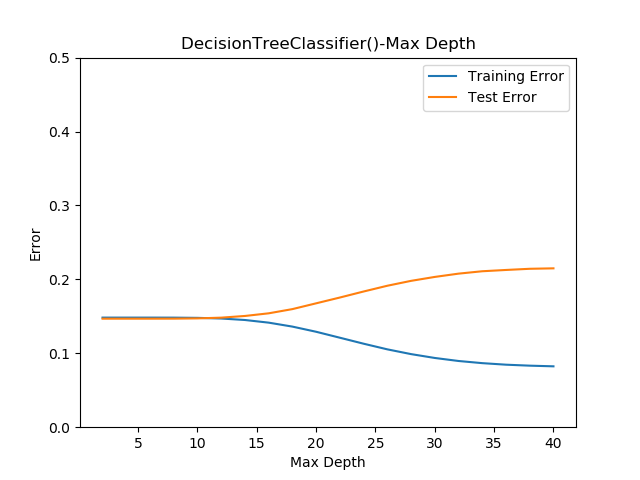 DecisionTreeClassifier()-Max Depth
Training Error
Test Error
0.5
0.4
0.3
0.2
0.1
0.0
Error
5 10 15 20 25 30 35 40
Max Depth